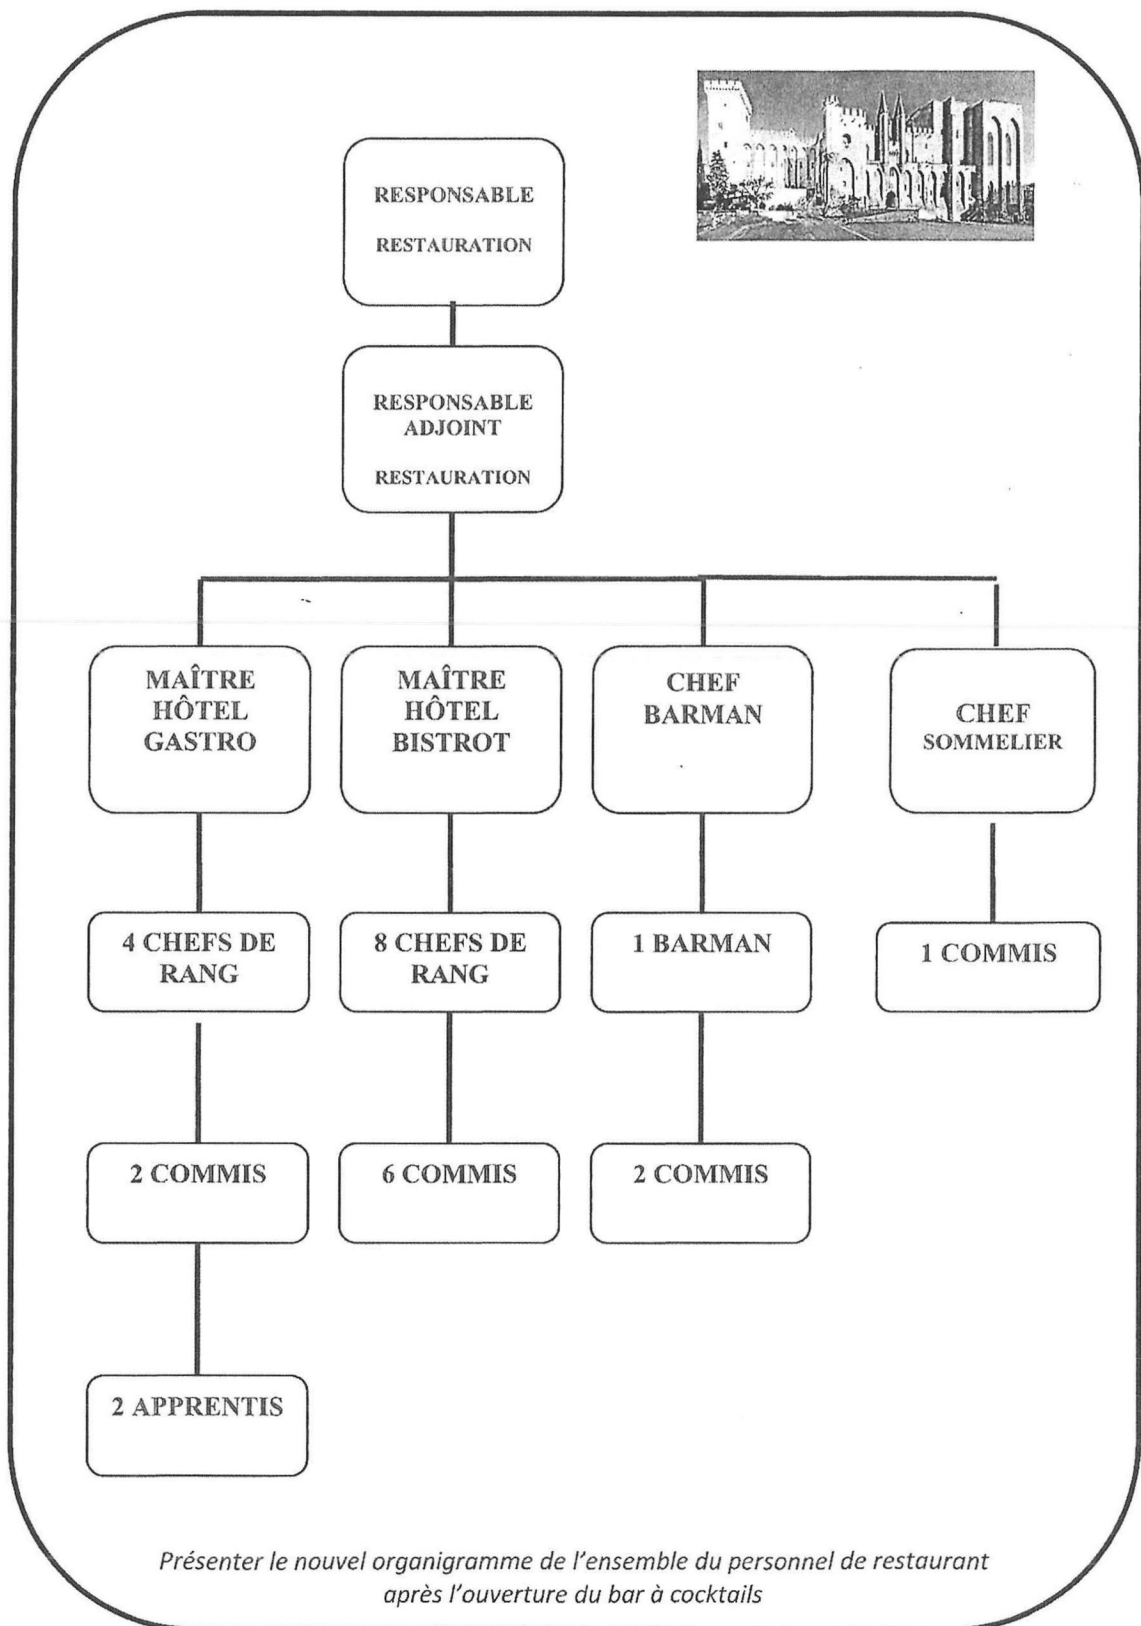 RESPONSABLE
RESTAURATION
RESPONSABLE
ADJOINT
RESTAURATION
MAÎTRE
HÔTEL
GASTRO
MAÎTRE
HÔTEL
BISTROT
CHEF
BARMAN
CHEF
SOMMELIER
4 CHEFS DE
RANG
8 CHEFS DE
RANG
1 BARMAN
1 COMMIS
2 COMMIS
6 COMMIS
2 COMMIS
2 APPRENTIS
Présenter le nouvel organigramme de l'ensemble du personnel de restaurant
après l'ouverture du bar à cocktails